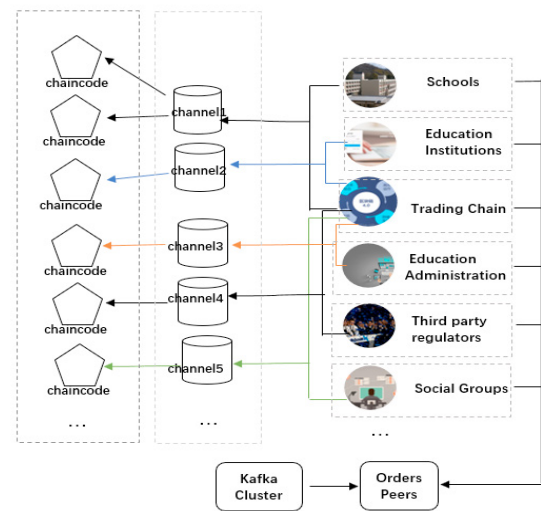 chaincode
channel1
Schools
chaincode
channel2
Education
Institutions
chaincode
Trading Chain
channel3
chaincode
Education
Administration
channel4
chaincode
Third party
regulators
channel5
chaincode
Social Groups
...
...
...
Kafka
Cluster
Orders
Peers